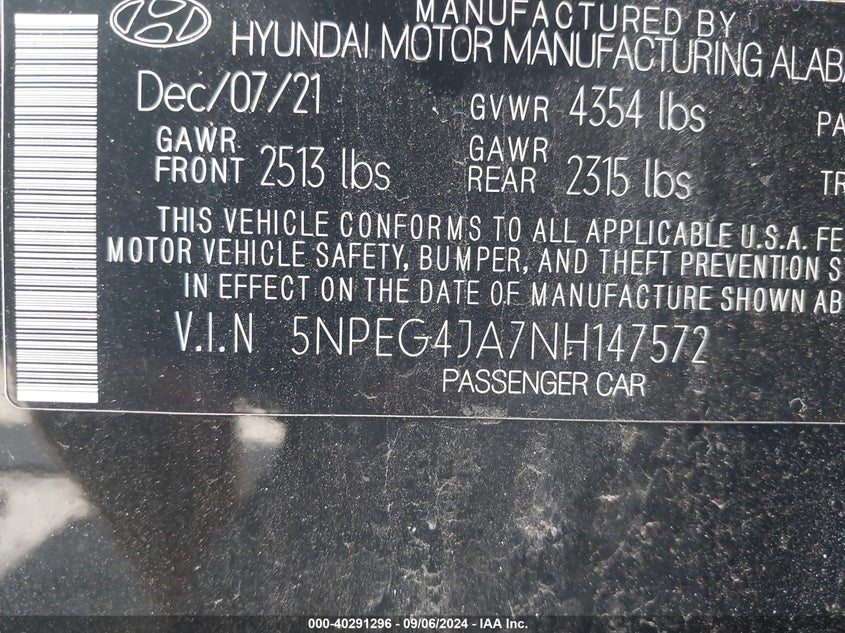 MANUFACTURED BY
HYUNDAI MOTOR MANUFACTURING ALABA
Dec/07/21 GVWR 4354 lbs PA
GAWR FRONT 2513 lbs GAWR REAR 2315 lbs TR
THIS VEHICLE CONFORMS TO ALL APPLICABLE U.S.A. FE
MOTOR VEHICLE SAFETY, BUMPER, AND THEFT PREVENTION S
IN EFFECT ON THE DATE OF MANUFACTURE SHOWN AB
V.I.N 5NPEG4JA7NH147572
PASSENGER CAR
000-40291296 - 09/06/2024 - IAA Inc.